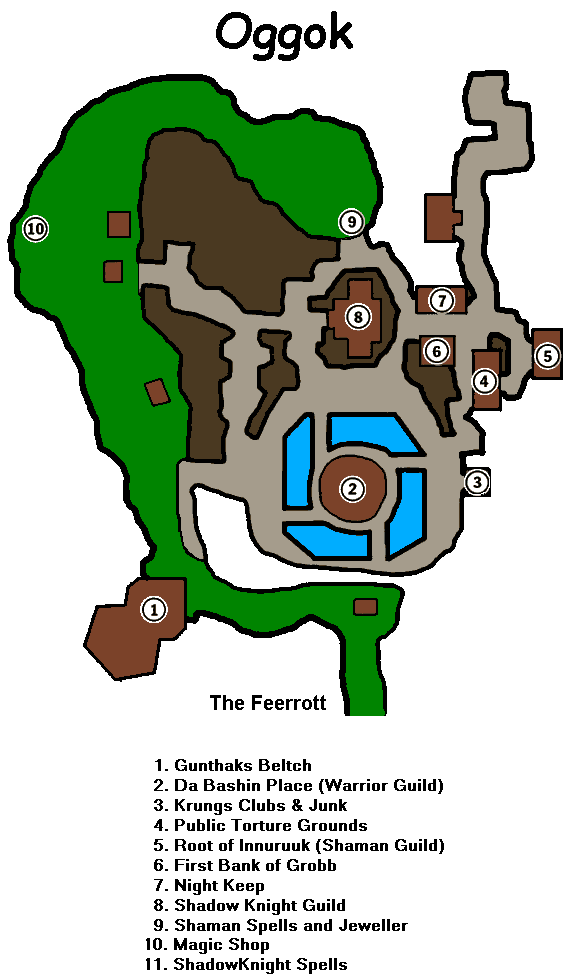 Oggok
9
10
7
8
6
5
4
3
2
1
The Feerrott
1. Gunthaks Beltch
2. Da Bashin Place (Warrior Guild)
3. Krungs Clubs & Junk
4. Public Torture Grounds
5. Root of Innuruuk (Shaman Guild)
6. First Bank of Grobb
7. Night Keep
8. Shadow Knight Guild
9. Shaman Spells and Jeweller
10. Magic Shop
11. ShadowKnight Spells